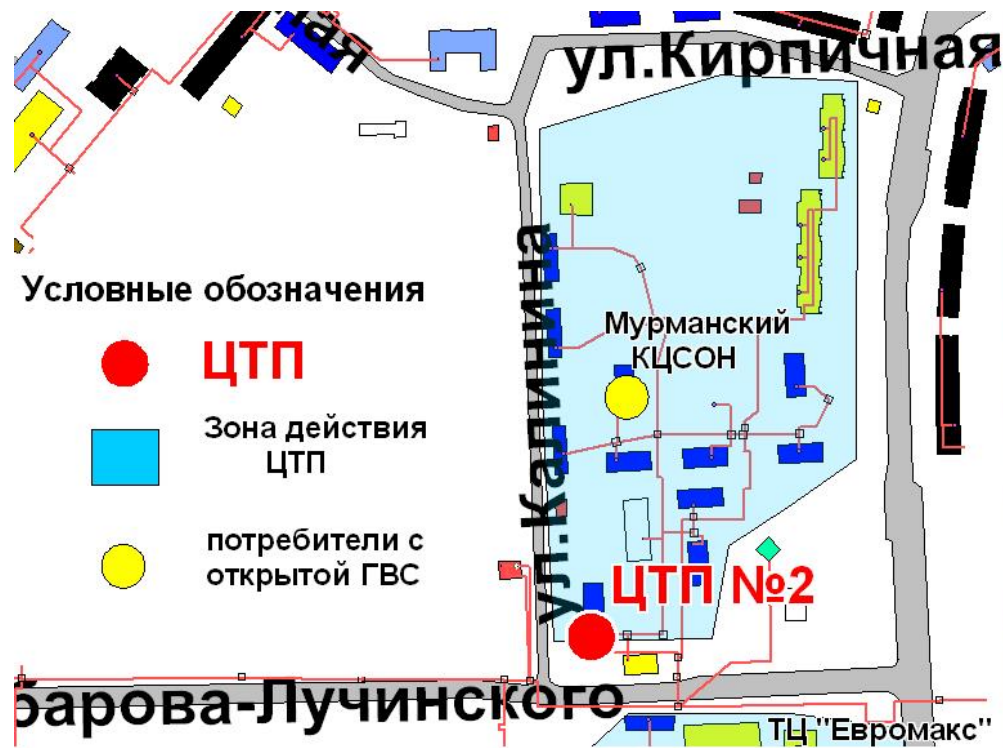 ул.Кирпичная
Условные обозначения
ЦТП
Зона действия
ЦТП
потребители с
открытой ГВС
ул.Калинина
Мурманский
КЦСОН
ЦТП №2
барова-Лучинского
ТЦ "Евромакс"